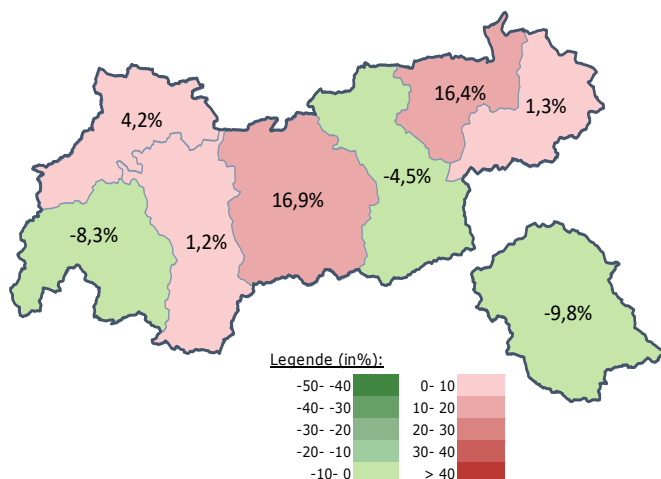 16,4%
1,3%
4,2%
-4,5%
16,9%
-8,3%
1,2%
-9,8%
Legende (in%):
-50- -40 0- 10
-40- -30 10- 20
-30- -20 20- 30
-20- -10 30- 40
-10- 0 > 40